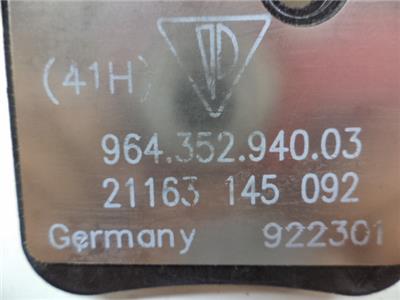 (41H)
964.352.940.03
21163 145 092
Germany 922301